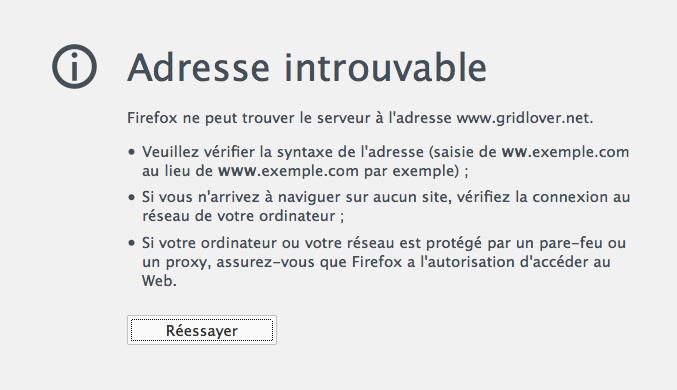 Adresse introuvable
Firefox ne peut trouver le serveur à l'adresse www.gridlover.net.
• Veuillez vérifier la syntaxe de l'adresse (saisie de ww.exemple.com
au lieu de www.exemple.com par exemple) ;
• Si vous n'arrivez à naviguer sur aucun site, vérifiez la connexion au
réseau de votre ordinateur ;
• Si votre ordinateur ou votre réseau est protégé par un pare-feu ou
un proxy, assurez-vous que Firefox a l'autorisation d'accéder au
Web.
Réessayer